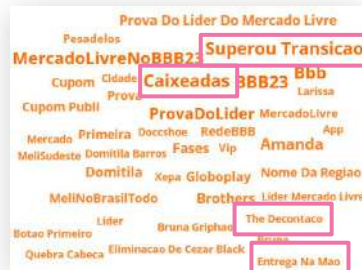 Prova Do Lider Do Mercado Livre
Pesadelos
MercadoLivreNoBBB23 Superou Transicao
Cupom Cidade Caixeadas BBB23 Bbb
Larissa
Prova
Cupom Publi
ProvaDoLider MercadoLivre
Mercado Primeira Doccshoe RedeBBB App
MeliSudeste Domitila Barros Fases Vip Amanda
Domitila Xepa Globoplay Nome Da Regiao
MeliNoBrasilTodo Brothers Lider Mercado Livre
Lider Bruna Griphao The Decontaco
Botao Primeiro
Bruna
Quebra Cabeca Eliminacao De Cezar Black Entrega Na Mao